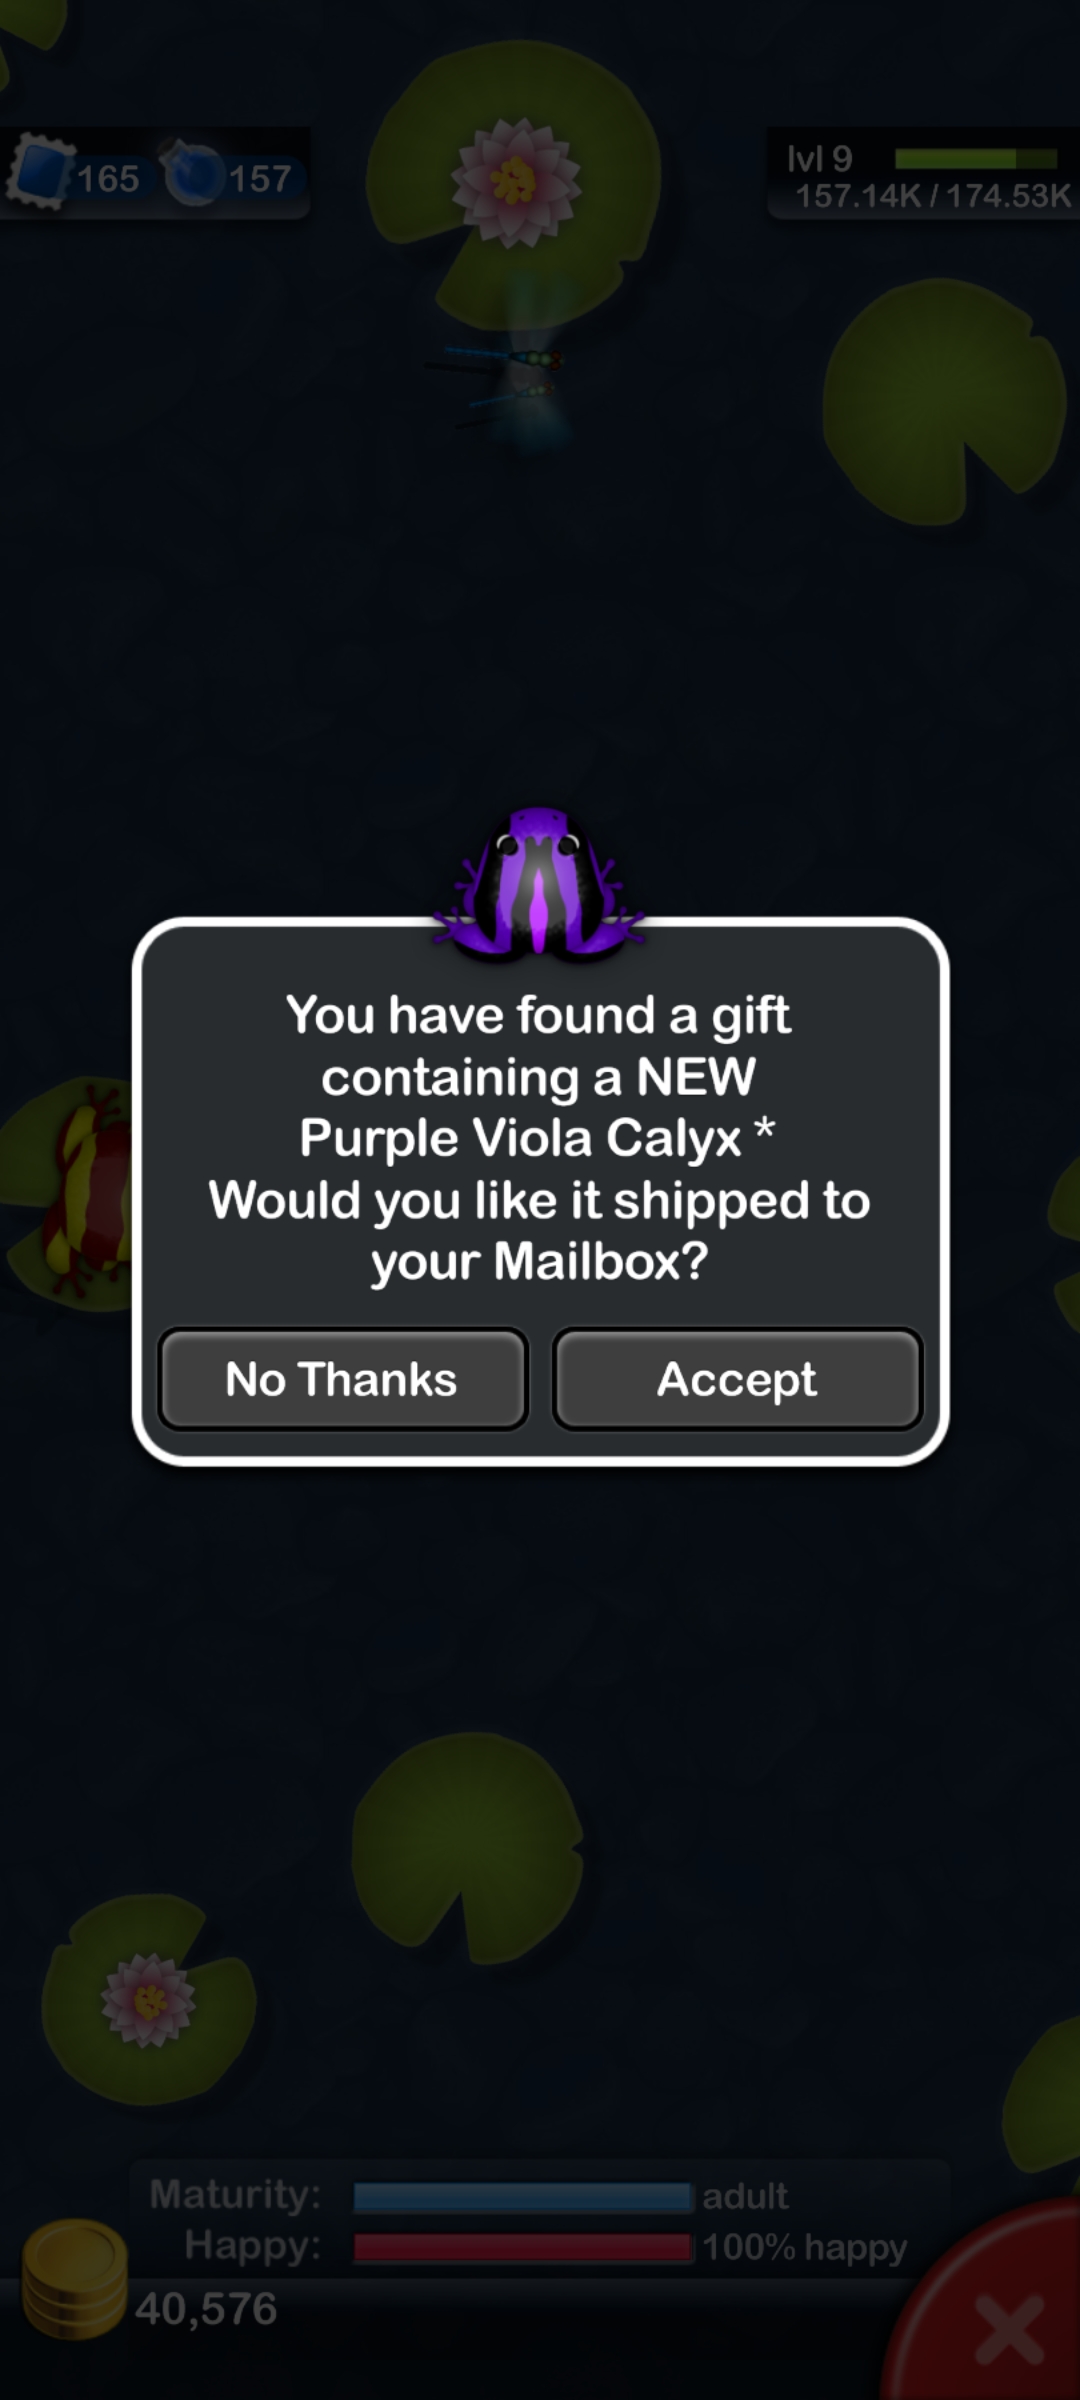 165
157
lvl 9
157.14K / 174.53K
You have found a gift
containing a NEW
Purple Viola Calyx *
Would you like it shipped to
your Mailbox?
No Thanks
Accept
Maturity:
adult
Happy:
100% happy
40,576